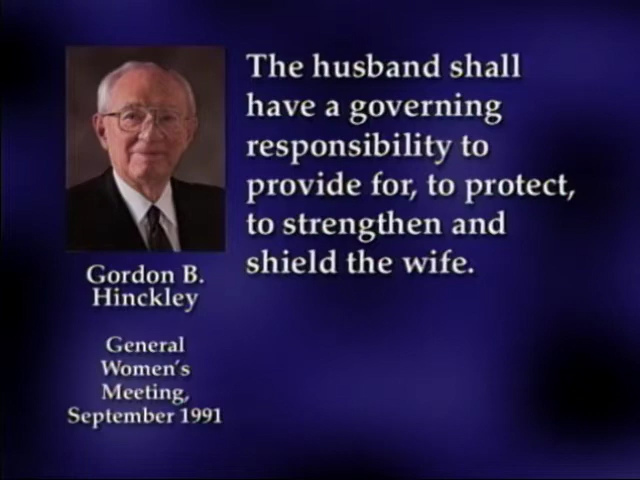 The husband shall
have a governing
responsibility to
provide for, to protect,
to strengthen and
shield the wife.
Gordon B.
Hinckley
General
Women's
Meeting,
September 1991